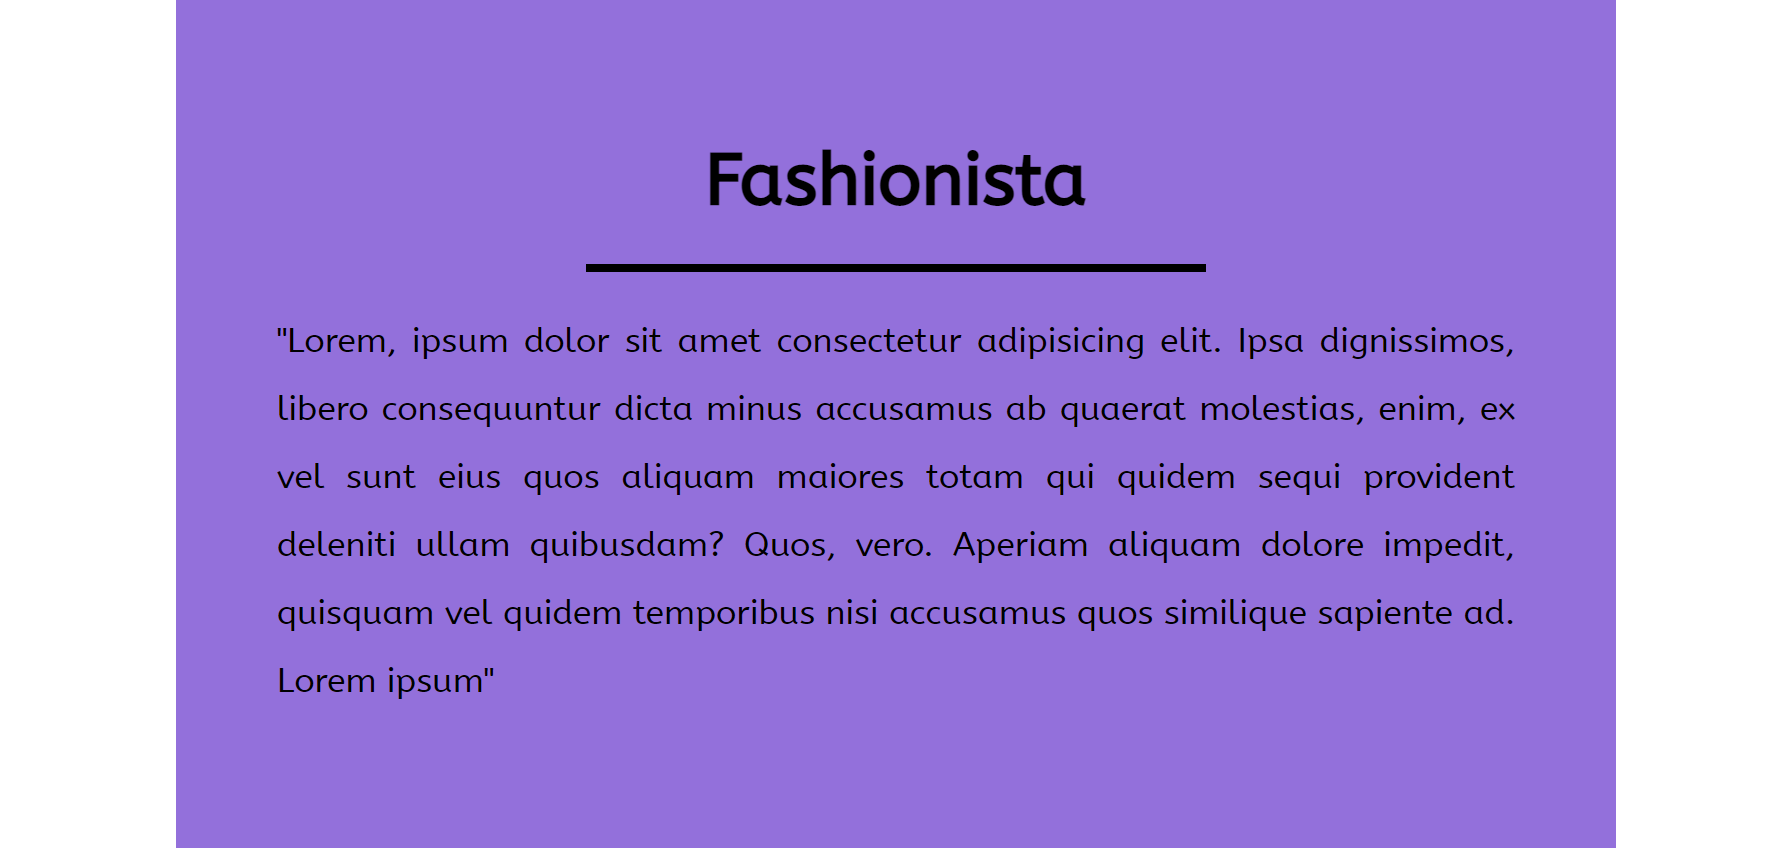 Fashionista
"Lorem, ipsum dolor sit amet consectetur adipisicing elit. Ipsa dignissimos,
libero consequuntur dicta minus accusamus ab quaerat molestias, enim, ex
vel sunt eius quos aliquam maiores totam qui quidem sequi provident
deleniti ullam quibusdam? Quos, vero. Aperiam aliquam dolore impedit,
quisquam vel quidem temporibus nisi accusamus quos similique sapiente ad.
Lorem ipsum"